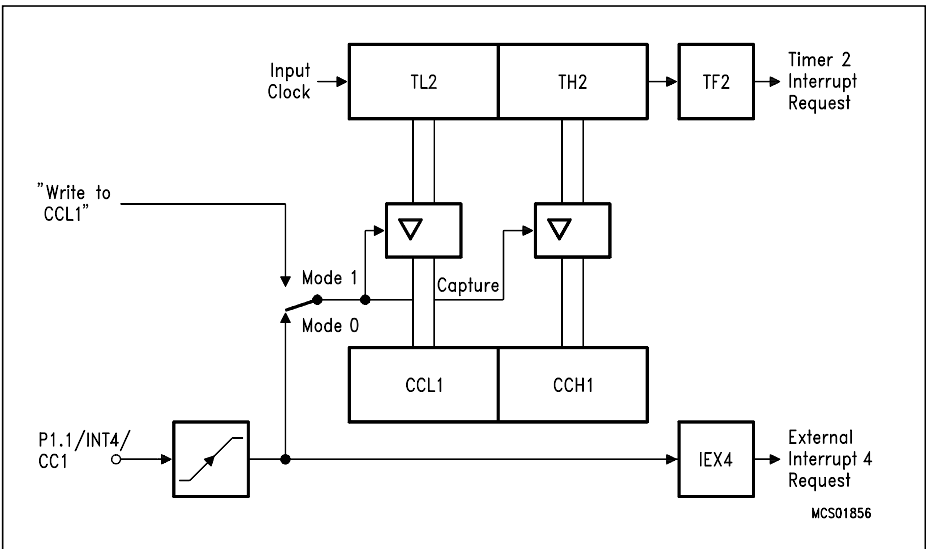 Input
Clock
TL2
TH2
TF2
Timer 2
Interrupt
Request
"Write to
CCL1"
Mode 1
Capture
Mode 0
CCL1
CCH1
P1.1/INT4/
CC1
IEX4
External
Interrupt 4
Request
MCS01856